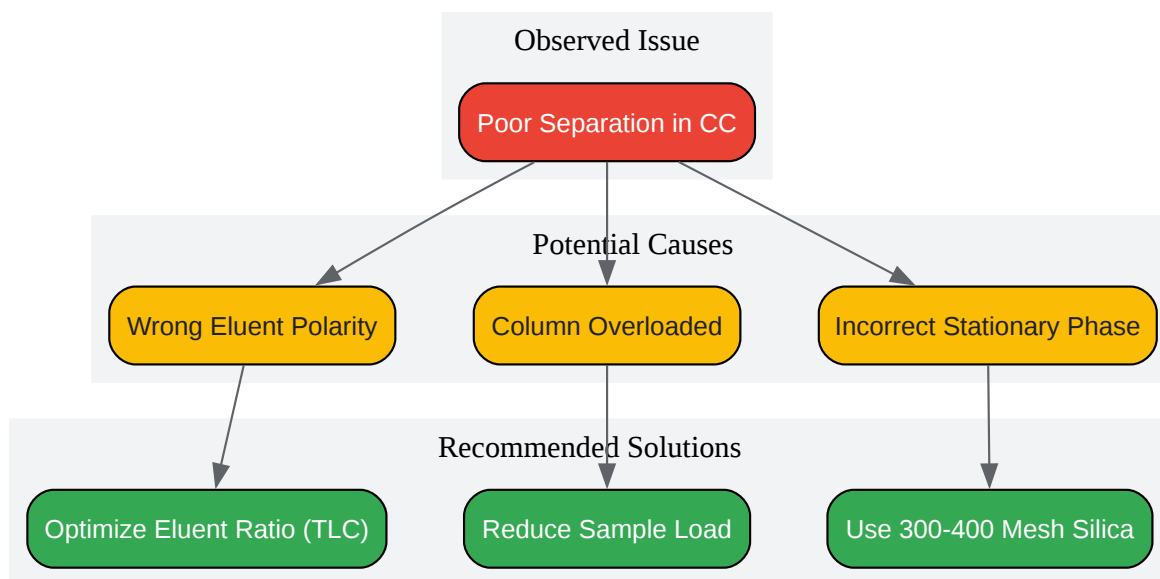 Observed Issue
Poor Separation in CC
Potential Causes
Wrong Eluent Polarity
Column Overloaded
Incorrect Stationary Phase
Recommended Solutions
Optimize Eluent Ratio (TLC)
Reduce Sample Load
Use 300-400 Mesh Silica